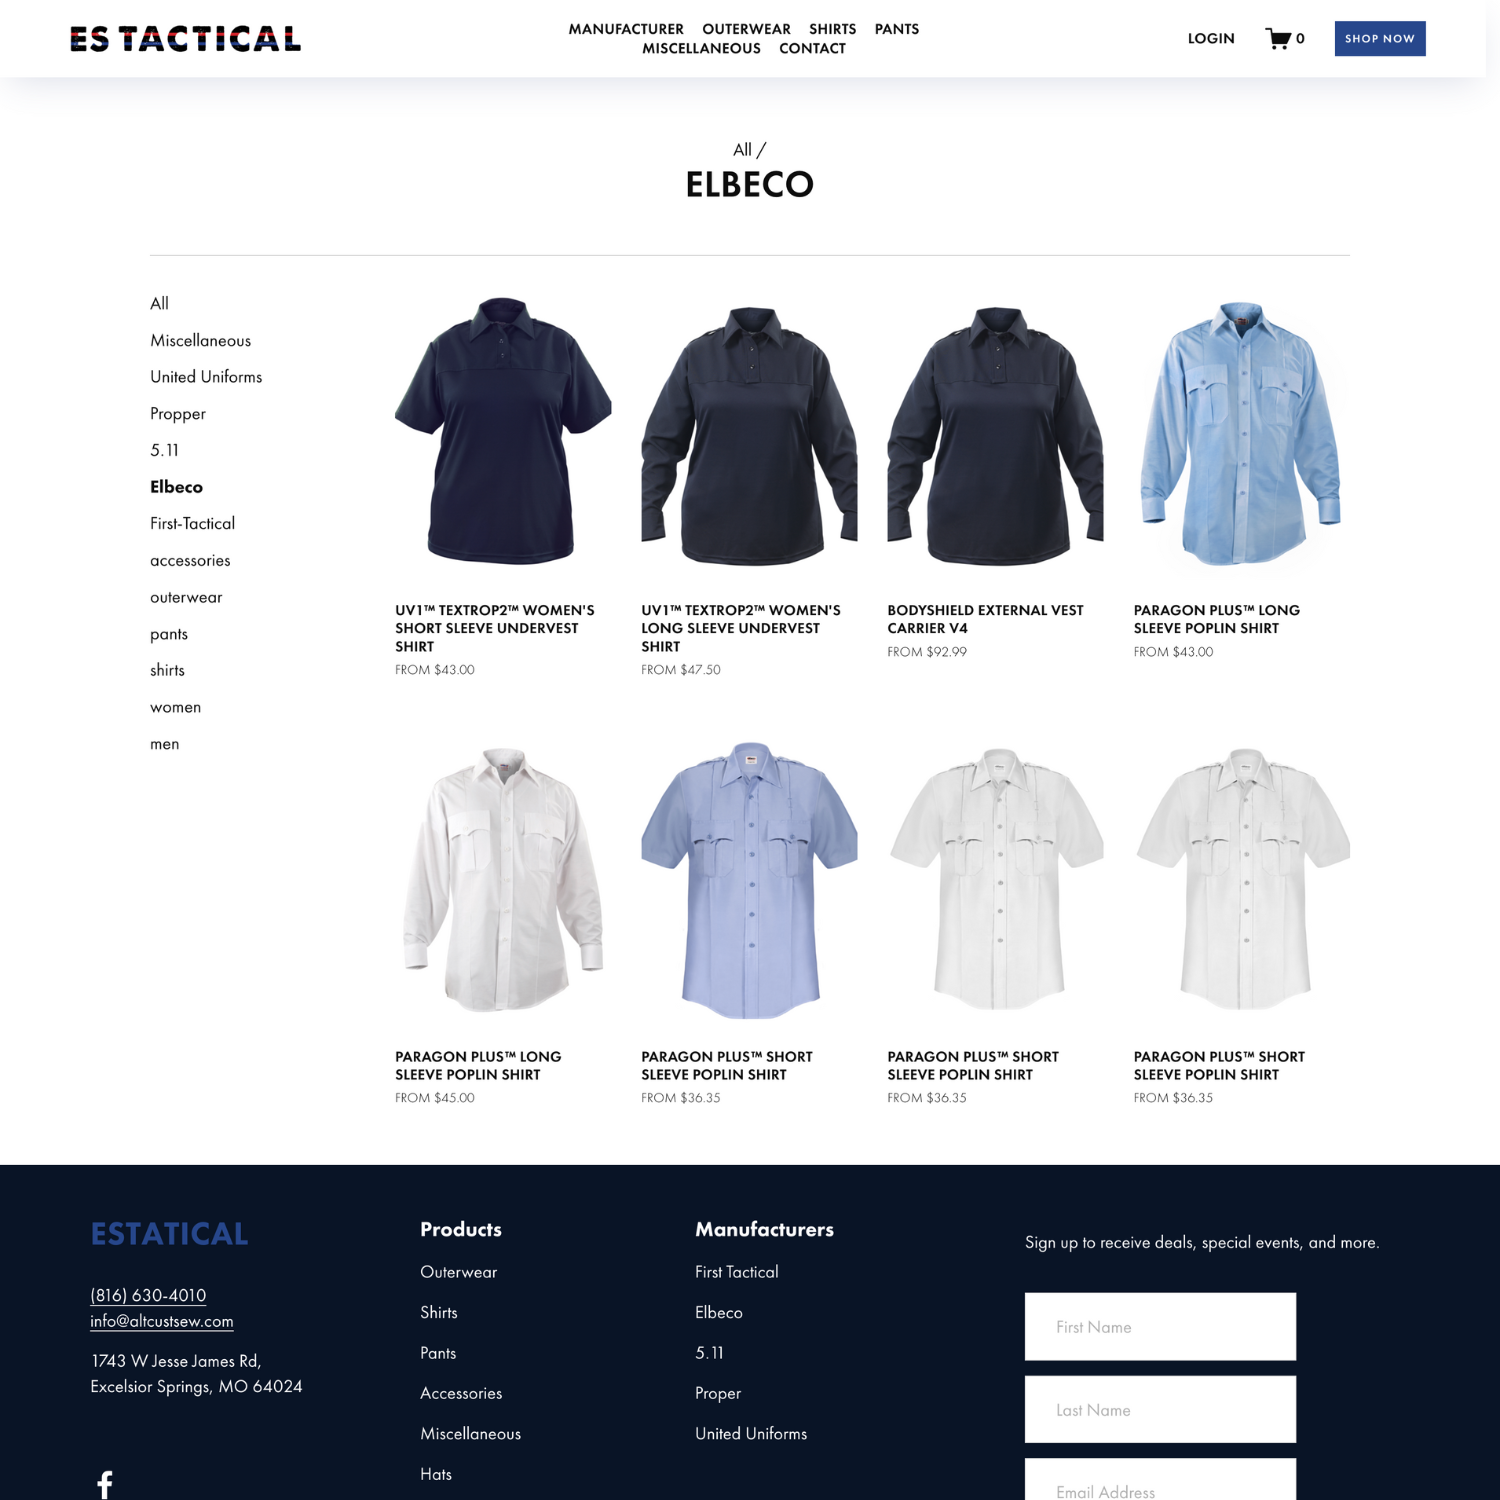 ES TACTICAL
MANUFACTURER OUTERWEAR SHIRTS PANTS
MISCELLANEOUS CONTACT
LOGIN
0
SHOP NOW
All /
ELBECO
All
Miscellaneous
United Uniforms
Propper
5.11
Elbeco
First-Tactical
accessories
outerwear
pants
shirts
women
men
UV1™ TEXTROP2™ WOMEN'S
SHORT SLEEVE UNDERVEST
SHIRT
FROM $43.00
UV1™ TEXTROP2™ WOMEN'S
LONG SLEEVE UNDERVEST
SHIRT
FROM $47.50
BODYSHIELD EXTERNAL VEST
CARRIER V4
FROM $92.99
PARAGON PLUS™ LONG
SLEEVE POPLIN SHIRT
FROM $43.00
PARAGON PLUS™ LONG
SLEEVE POPLIN SHIRT
FROM $45.00
PARAGON PLUS™ SHORT
SLEEVE POPLIN SHIRT
FROM $36.35
PARAGON PLUS™ SHORT
SLEEVE POPLIN SHIRT
FROM $36.35
PARAGON PLUS™ SHORT
SLEEVE POPLIN SHIRT
FROM $36.35
ESTATICAL
(816) 630-4010
info@altcustsew.com
1743 W Jesse James Rd,
Excelsior Springs, MO 64024
Products
Outerwear
Shirts
Pants
Accessories
Miscellaneous
Hats
Manufacturers
First Tactical
Elbeco
5.11
Proper
United Uniforms
Sign up to receive deals, special events, and more.
First Name
Last Name
Email Address